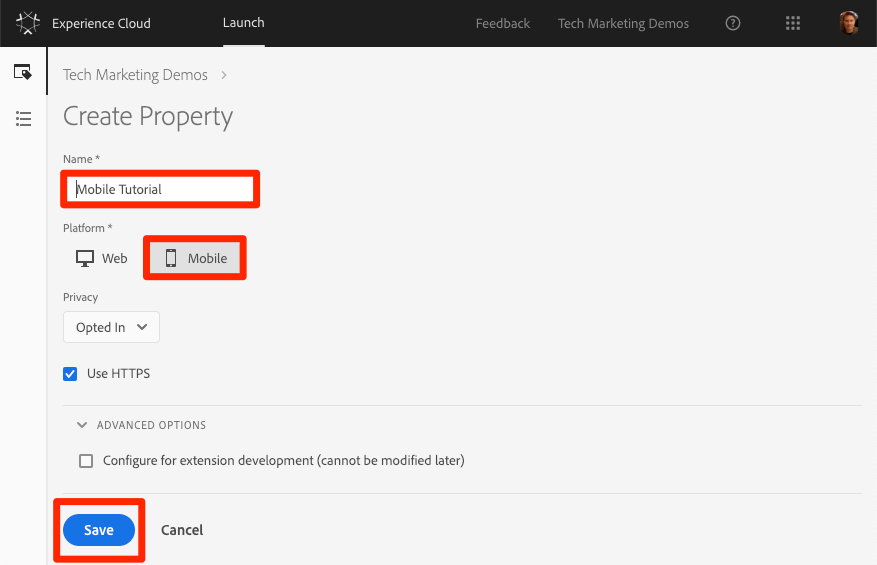 Experience Cloud
Launch
Feedback
Tech Marketing Demos
Tech Marketing Demos
Create Property
Name *
Mobile Tutorial
Platform *
Web
Mobile
Privacy
Opted In
Use HTTPS
ADVANCED OPTIONS
Configure for extension development (cannot be modified later)
Save
Cancel